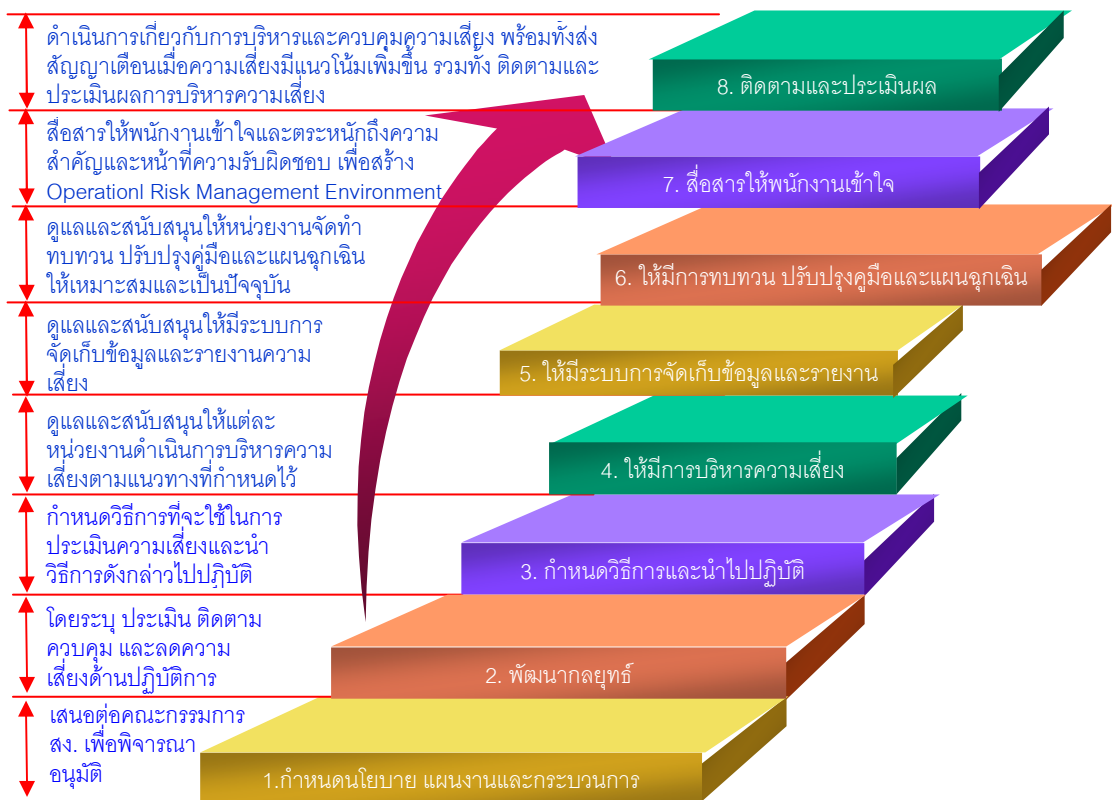 ดำเนินการเกี่ยวกับการบริหารและควบคุมความเสี่ยง พร้อมทั้งส่ง
สัญญาเตือนเมื่อความเสี่ยงมีแนวโน้มเพิ่มขึ้น รวมทั้ง ติดตามและ
ประเมินผลการบริหารความเสี่ยง
8. ติดตามและประเมินผล
สื่อสารให้พนักงานเข้าใจและตระหนักถึงความ
สำคัญและหน้าที่ความรับผิดชอบ เพื่อสร้าง
Operationl Risk Management Environment
7. สื่อสารให้พนักงานเข้าใจ
ดูแลและสนับสนุนให้หน่วยงานจัดทำ
ทบทวน ปรับปรุงคู่มือและแผนฉุกเฉิน
ให้เหมาะสมและเป็นปัจจุบัน
6. ให้มีการทบทวน ปรับปรุงคู่มือและแผนฉุกเฉิน
ดูแลและสนับสนุนให้มีระบบการ
จัดเก็บข้อมูลและรายงานความ
เสี่ยง
5. ให้มีระบบการจัดเก็บข้อมูลและรายงาน
ดูแลและสนับสนุนให้แต่ละ
หน่วยงานดำเนินการบริหารความ
เสี่ยงตามแนวทางที่กำหนดไว้
4. ให้มีการบริหารความเสี่ยง
กำหนดวิธีการที่จะใช้ในการ
ประเมินความเสี่ยงและนำ
วิธีการดังกล่าวไปปฏิบัติ
3. กำหนดวิธีการและนำไปปฏิบัติ
โดยระบุ ประเมิน ติดตาม
ควบคุม และลดความ
เสี่ยงด้านปฏิบัติการ
2. พัฒนากลยุทธ์
เสนอต่อคณะกรรมการ
สง. เพื่อพิจารณา
อนุมัติ
1.กำหนดนโยบาย แผนงานและกระบวนการ